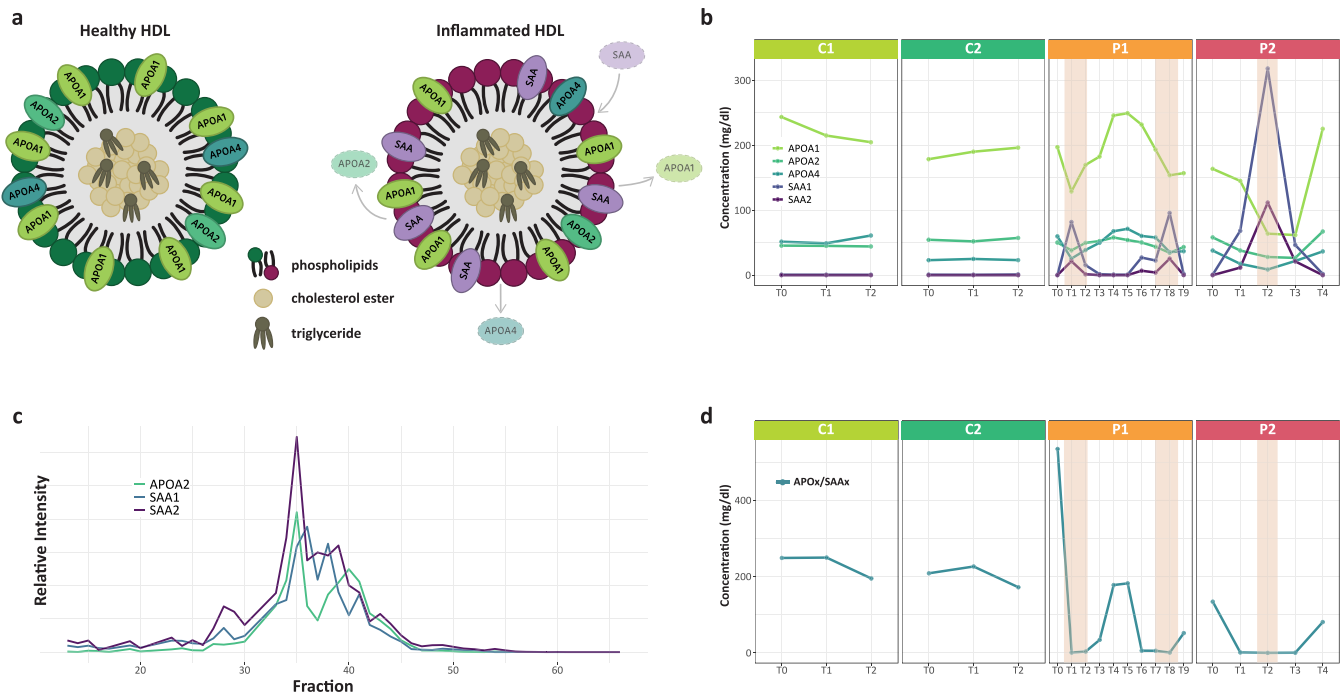 a
Healthy HDL
Inflammated HDL
APOA1
APOA1
APOA2
APOA1
APOA1
APOA4
APOA4
APOA1
APOA1
APOA2
APOA1
APOA1
SAA
SAA
APOA4
APOA1
SAA
APOA1
APOA2
APOA1
APOA1
SAA
SAA
APOA2
APOA1
APOA1
SAA
APOA4
phospholipids
cholesterol ester
triglyceride
b
C1
C2
P1
P2
Concentration (mg/dl)
300
200
100
0
APOA1
APOA2
APOA4
SAA1
SAA2
T0 T1 T2
T0 T1 T2
T0 T1 T2 T3 T4 T5 T6 T7 T8 T9
T0 T1 T2 T3 T4
c
Relative Intensity
APOA2
SAA1
SAA2
20 30 40 50 60
Fraction
d
C1
C2
P1
P2
Concentration (mg/dl)
400
200
0
APOx/SAAx
T0 T1 T2
T0 T1 T2
T0 T1 T2 T3 T4 T5 T6 T7 T8 T9
T0 T1 T2 T3 T4